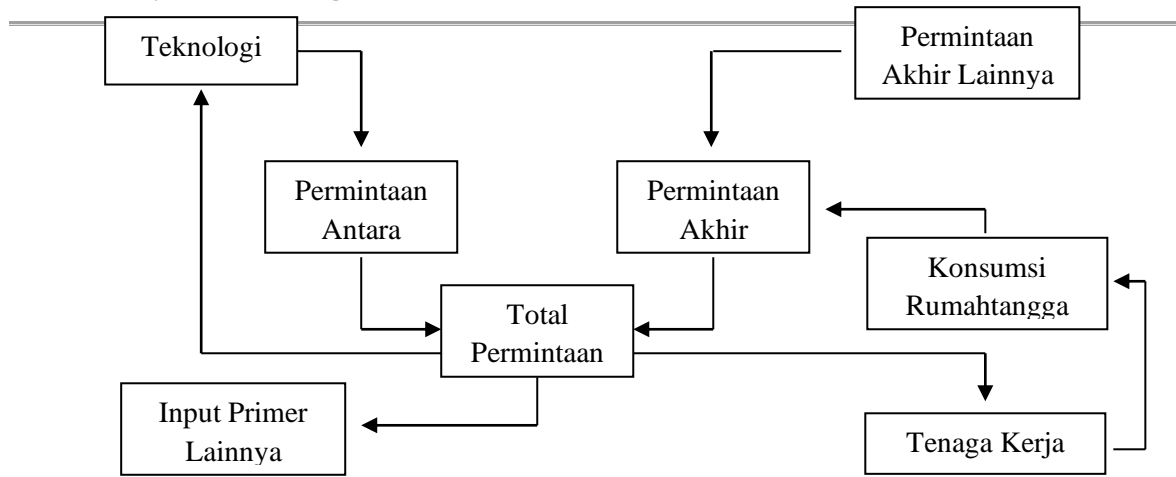 Teknologi
Permintaan
Akhir Lainnya
Permintaan
Antara
Permintaan
Akhir
Konsumsi
Rumahtangga
Total
Permintaan
Input Primer
Lainnya
Tenaga Kerja